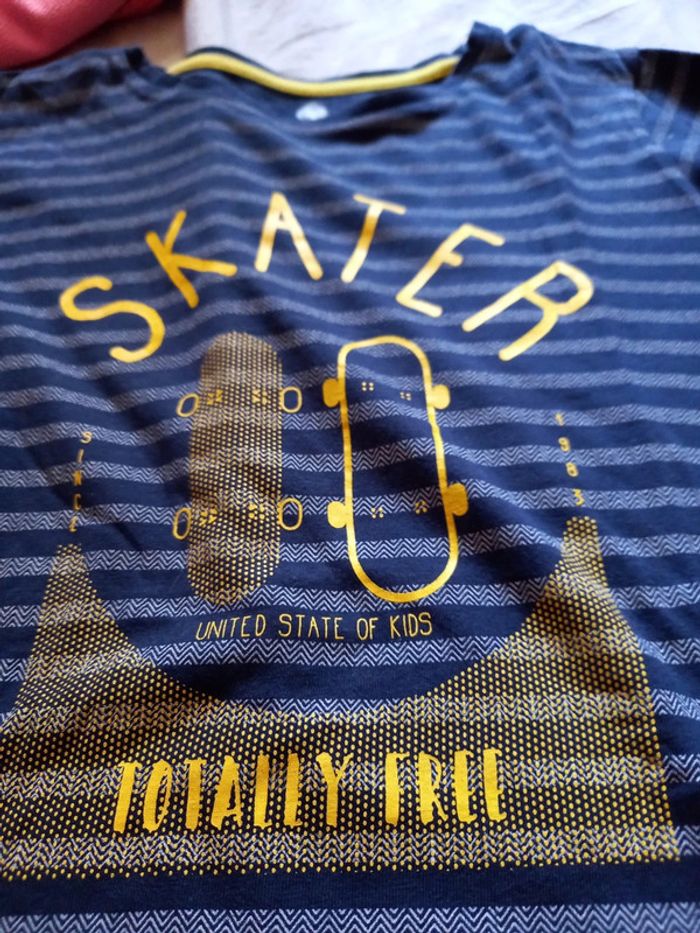 SKATER
SINCE
1983
UNITED STATE OF KIDS
TOTALLY FREE